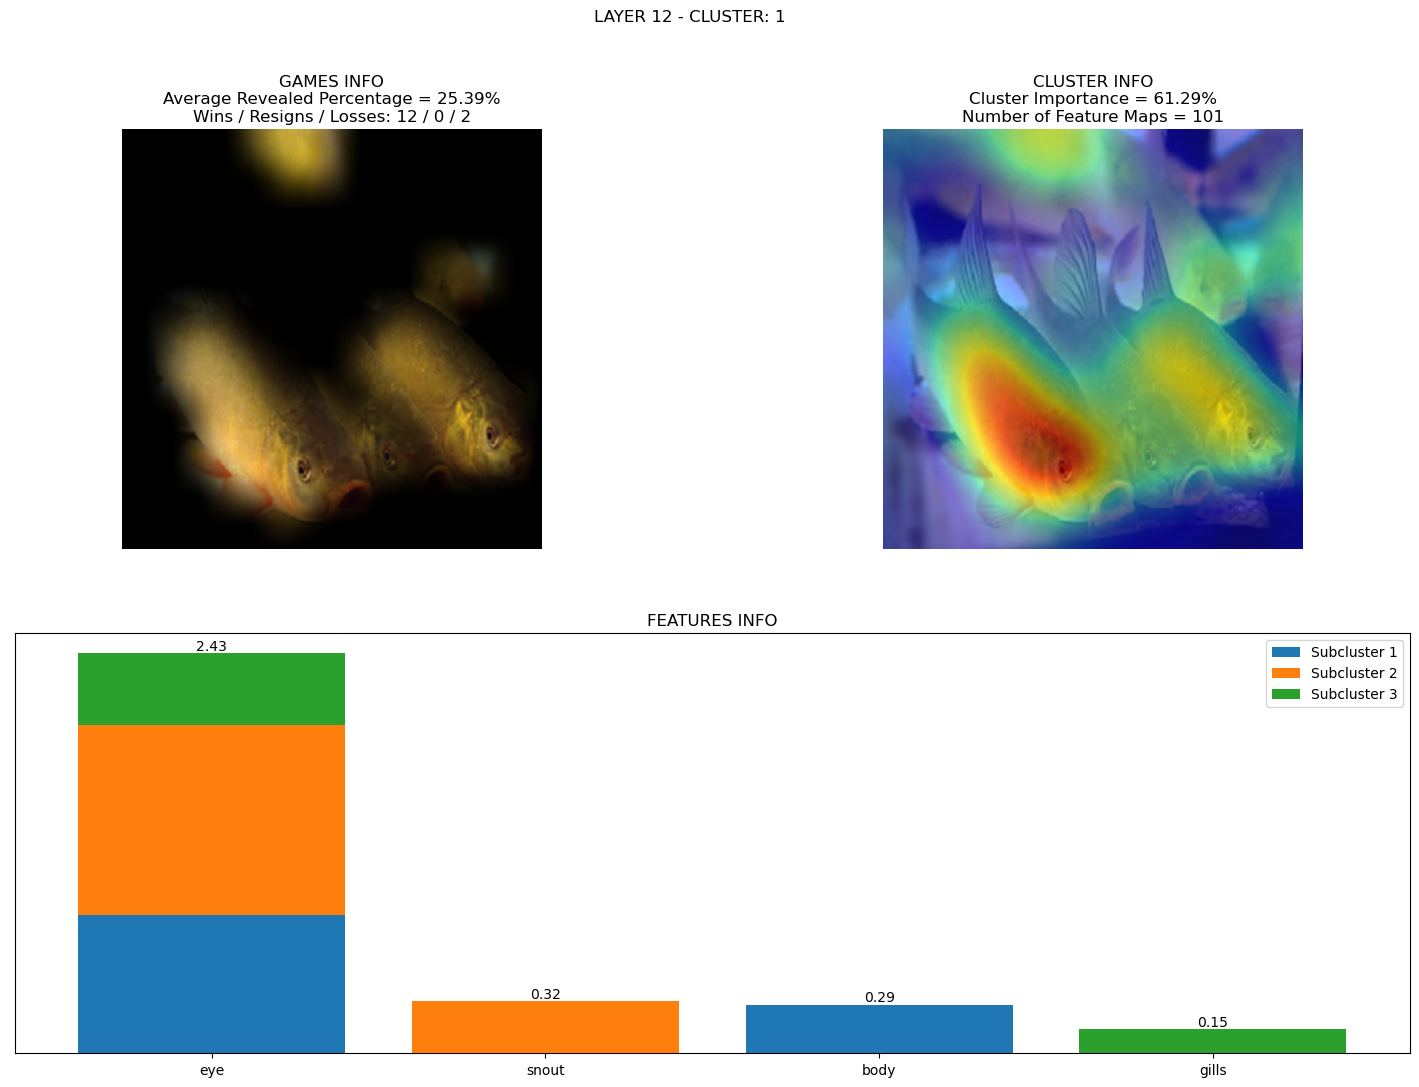 LAYER 12 - CLUSTER: 1
GAMES INFO
Average Revealed Percentage = 25.39%
Wins / Resigns / Losses: 12 / 0 / 2
CLUSTER INFO
Cluster Importance = 61.29%
Number of Feature Maps = 101
FEATURES INFO
2.43
0.32
0.29
0.15
Subcluster 1
Subcluster 2
Subcluster 3
eye
snout
body
gills